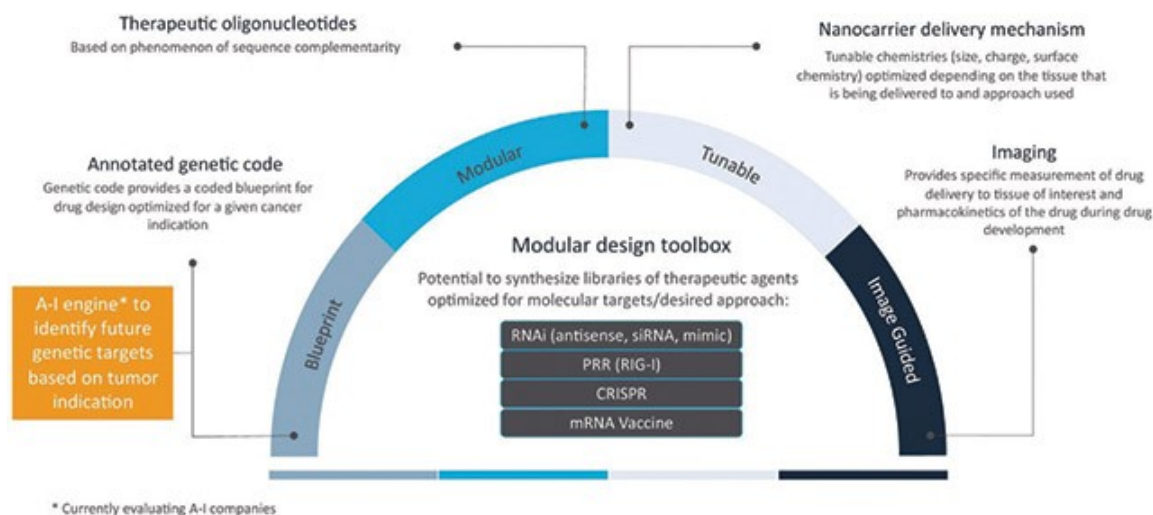 Therapeutic oligonucleotides
Based on phenomenon of sequence complementarity
Nanocarrier delivery mechanism
Tunable chemistries (size, charge, surface
chemistry) optimized depending on the tissue that
is being delivered to and approach used
Annotated genetic code
Genetic code provides a coded blueprint for
drug design optimized for a given cancer
indication
Modular
Tunable
Imaging
Provides specific measurement of drug
delivery to tissue of interest and
pharmacokinetics of the drug during drug
development
A-I engine* to
identify future
genetic targets
based on tumor
indication
Blueprint
Modular design toolbox
Potential to synthesize libraries of therapeutic agents
optimized for molecular targets/desired approach:
RNAi (antisense, siRNA, mimic)
PRR (RIG-I)
CRISPR
mRNA Vaccine
Image Guided
* Currently evaluating A-I companies